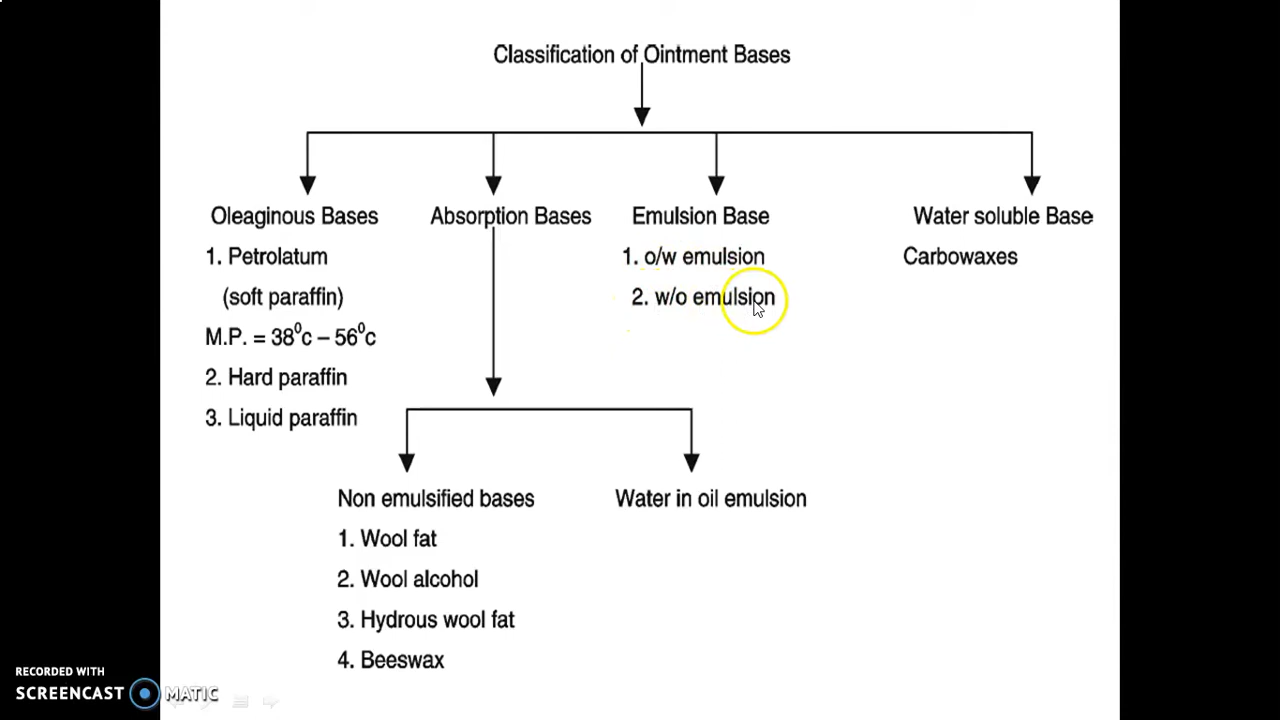 Classification of Ointment Bases
Oleaginous Bases
1. Petrolatum
(soft paraffin)
M.P. = 38⁰c – 56⁰c
2. Hard paraffin
3. Liquid paraffin
Absorption Bases
Emulsion Base
1. o/w emulsion
2. w/o emulsion
Water soluble Base
Carbowaxes
Non emulsified bases
1. Wool fat
2. Wool alcohol
3. Hydrous wool fat
4. Beeswax
Water in oil emulsion
RECORDED WITH
SCREENCAST MATIC